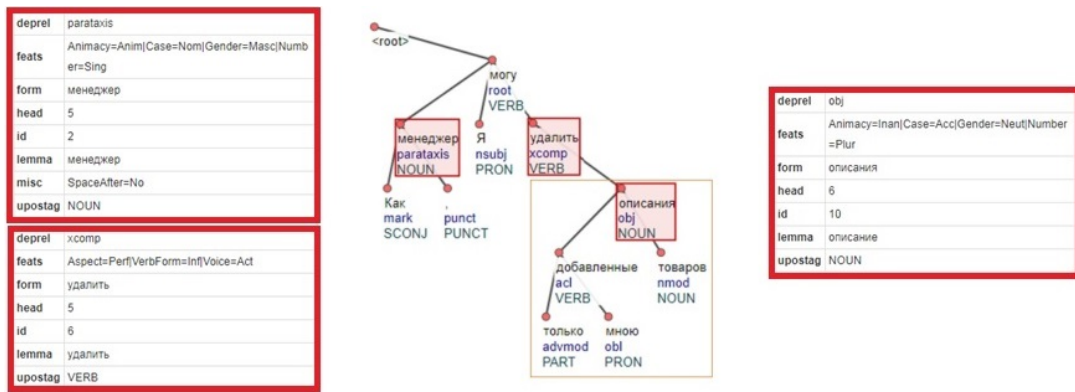 deprel parataxis
feats Animacy=Anim|Case=Nom|Gender=Masc|Numb
er=Sing
form менеджер
head 5
id 2
lemma менеджер
misc SpaceAfter=No
upostag NOUN
deprel xcomp
feats Aspect=Perf|VerbForm=Inf|Voice=Act
form удалить
head 5
id 6
lemma удалить
upostag VERB
<root>
могу
root
VERB
менеджер
parataxis
NOUN
Я
nsubj
PRON
удалить
xcomp
VERB
Как
mark
SCONJ
,
punct
PUNCT
описания
obj
NOUN
добавленные
acl
VERB
товаров
nmod
NOUN
только
advmod
PART
мною
obl
PRON
deprel obj
feats Animacy=Inan|Case=Acc|Gender=Neut|Number
=Plur
form описания
head 6
id 10
lemma описание
upostag NOUN